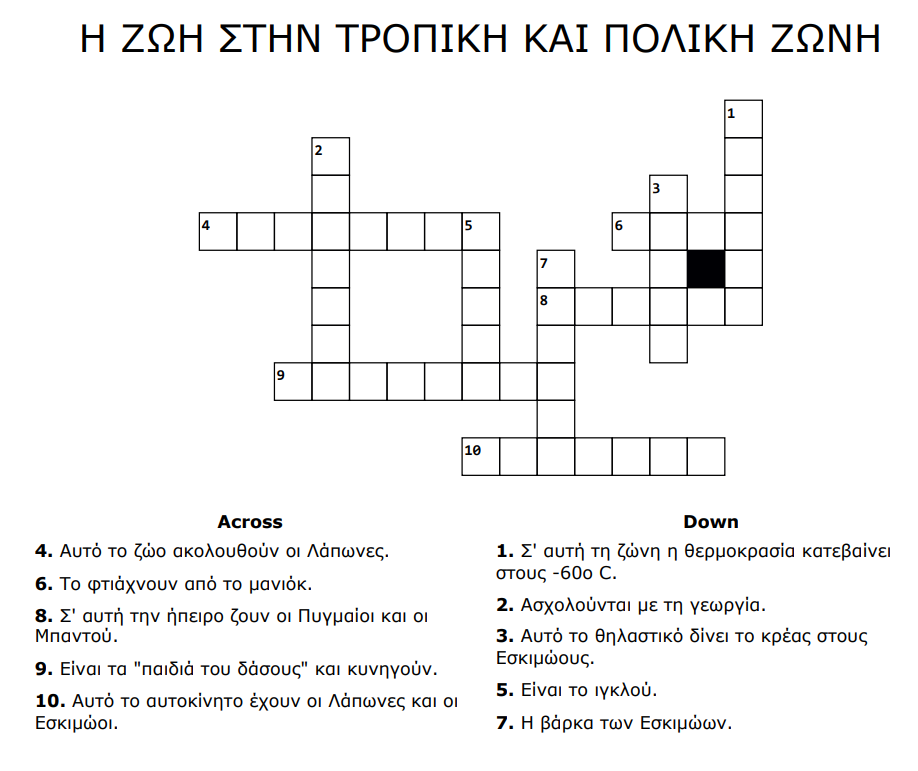 Η ΖΩΗ ΣΤΗΝ ΤΡΟΠΙΚΗ ΚΑΙ ΠΟΛΙΚΗ ΖΩΝΗ
1
2
3
4 5 6
7
8
9
10
Across
4. Αυτό το ζώο ακολουθούν οι Λάπωνες.
6. Το φτιάχνουν από το μανιόκ.
8. Σ' αυτή την ήπειρο ζουν οι Πυγμαίοι και οι
Μπαντού.
9. Είναι τα "παιδιά του δάσους" και κυνηγούν.
10. Αυτό το αυτοκίνητο έχουν οι Λάπωνες και οι
Εσκιμώοι.
Down
1. Σ' αυτή τη ζώνη η θερμοκρασία κατεβαίνει
στους -60ο C.
2. Ασχολούνται με τη γεωργία.
3. Αυτό το θηλαστικό δίνει το κρέας στους
Εσκιμώους.
5. Είναι το ιγκλού.
7. Η βάρκα των Εσκιμώων.